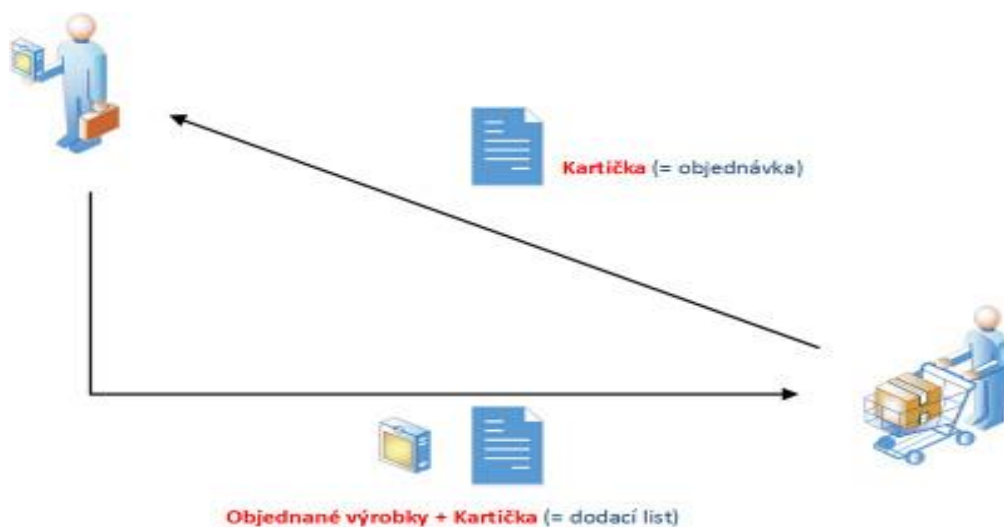 Kartička (= objednávka)
Objednané výrobky + Kartička (= dodací list)